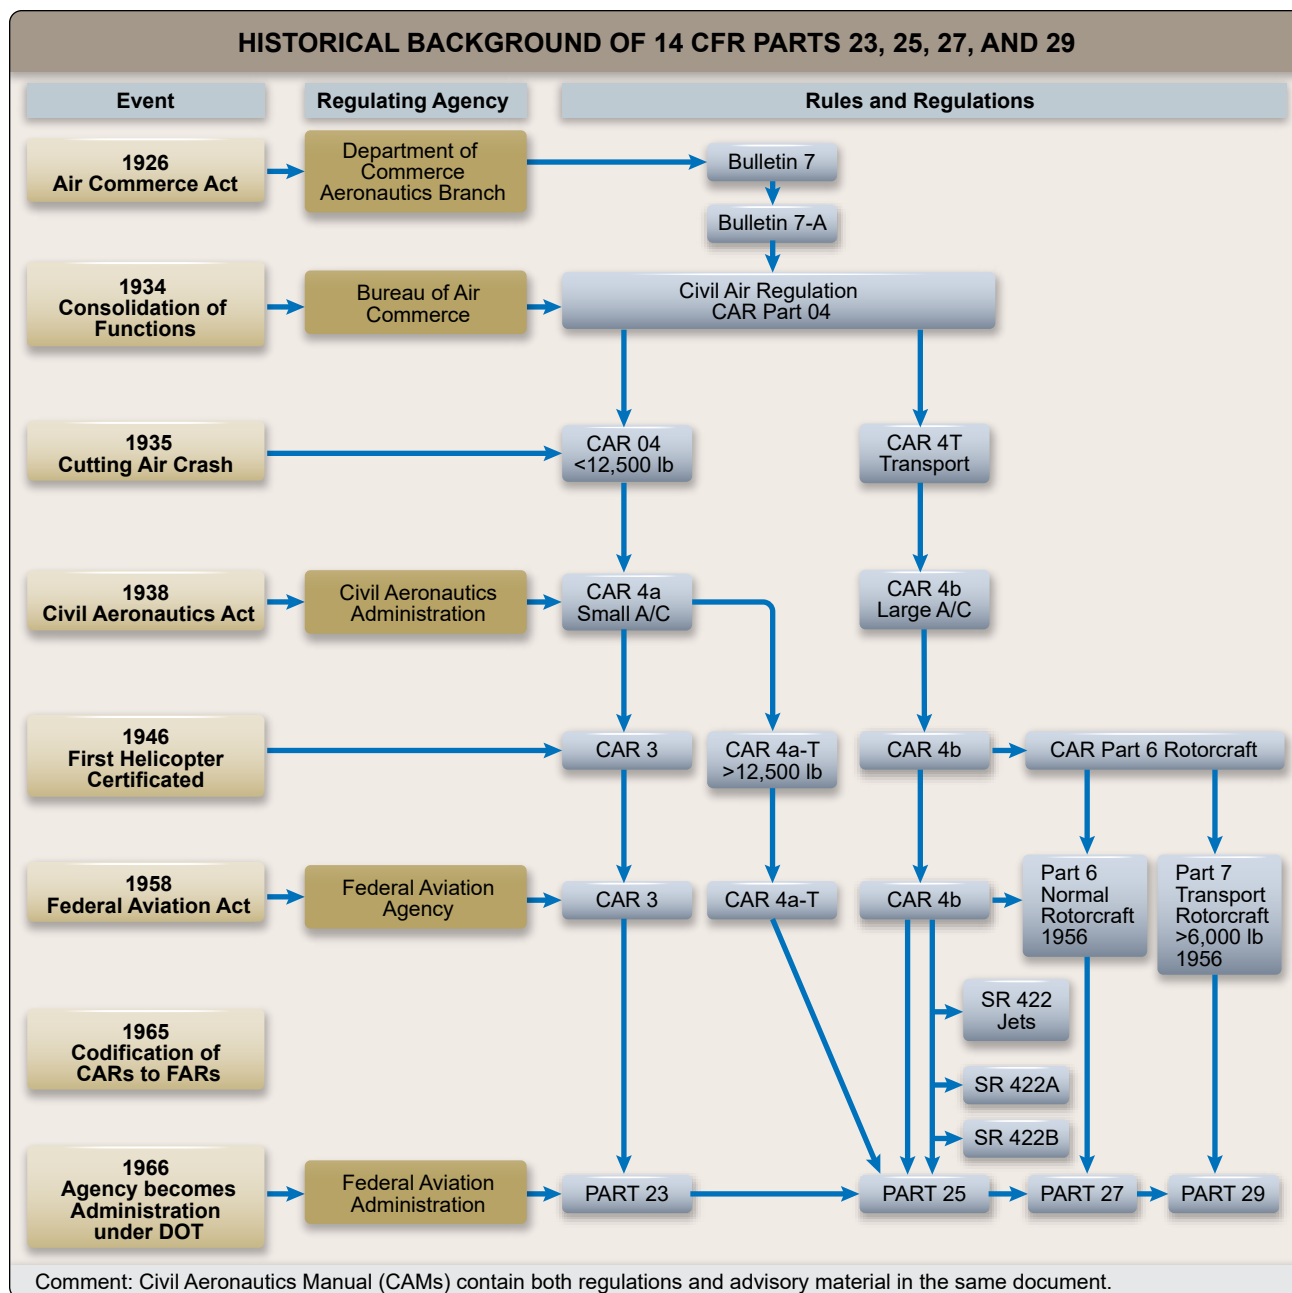 HISTORICAL BACKGROUND OF 14 CFR PARTS 23, 25, 27, AND 29
Event
Regulating Agency
Rules and Regulations
1926
Air Commerce Act
Department of
Commerce
Aeronautics Branch
Bulletin 7
Bulletin 7-A
1934
Consolidation of
Functions
Bureau of Air
Commerce
Civil Air Regulation
CAR Part 04
1935
Cutting Air Crash
CAR 04
<12,500 lb
CAR 4T
Transport
1938
Civil Aeronautics Act
Civil Aeronautics
Administration
CAR 4a
Small A/C
CAR 4b
Large A/C
1946
First Helicopter
Certificated
CAR 3
CAR 4a-T
>12,500 lb
CAR 4b
CAR Part 6 Rotorcraft
1958
Federal Aviation Act
Federal Aviation
Agency
CAR 3
CAR 4a-T
CAR 4b
Part 6
Normal
Rotorcraft
1956
Part 7
Transport
Rotorcraft
>6,000 lb
1956
1965
Codification of
CARs to FARs
SR 422
Jets
SR 422A
SR 422B
1966
Agency becomes
Administration
under DOT
Federal Aviation
Administration
PART 23
PART 25
PART 27
PART 29
Comment: Civil Aeronautics Manual (CAMs) contain both regulations and advisory material in the same document.